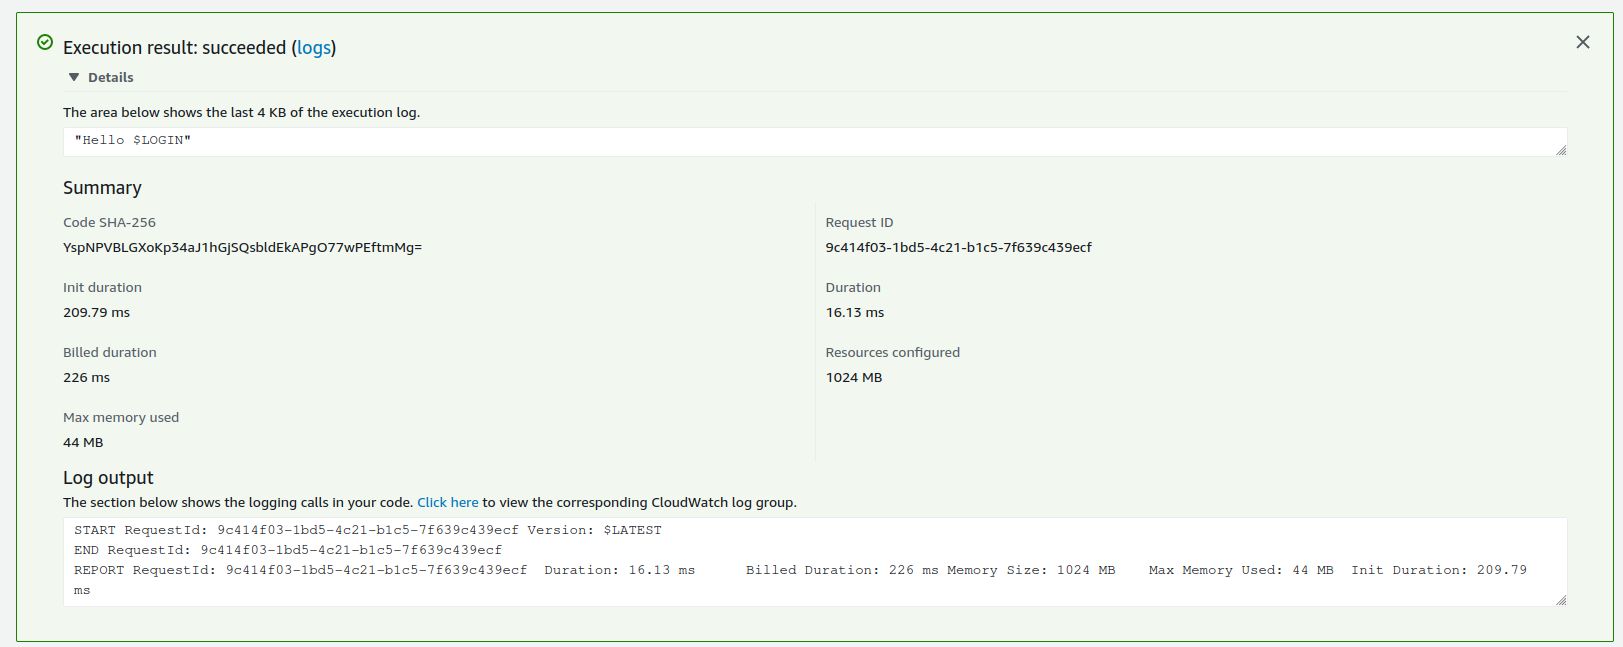 Execution result: succeeded (logs)
Details
The area below shows the last 4 KB of the execution log.
"Hello $LOGIN"
Summary
Code SHA-256
YspNPVBLGXoKp34aJ1hGjSQsbldEkAPgO77wPEftmMg=
Request ID
9c414f03-1bd5-4c21-b1c5-7f639c439ecf
Init duration
209.79 ms
Duration
16.13 ms
Billed duration
226 ms
Resources configured
1024 MB
Max memory used
44 MB
Log output
The section below shows the logging calls in your code. Click here to view the corresponding CloudWatch log group.
START RequestId: 9c414f03-1bd5-4c21-b1c5-7f639c439ecf Version: $LATEST
END RequestId: 9c414f03-1bd5-4c21-b1c5-7f639c439ecf
REPORT RequestId: 9c414f03-1bd5-4c21-b1c5-7f639c439ecf Duration: 16.13 ms Billed Duration: 226 ms Memory Size: 1024 MB Max Memory Used: 44 MB Init Duration: 209.79
ms